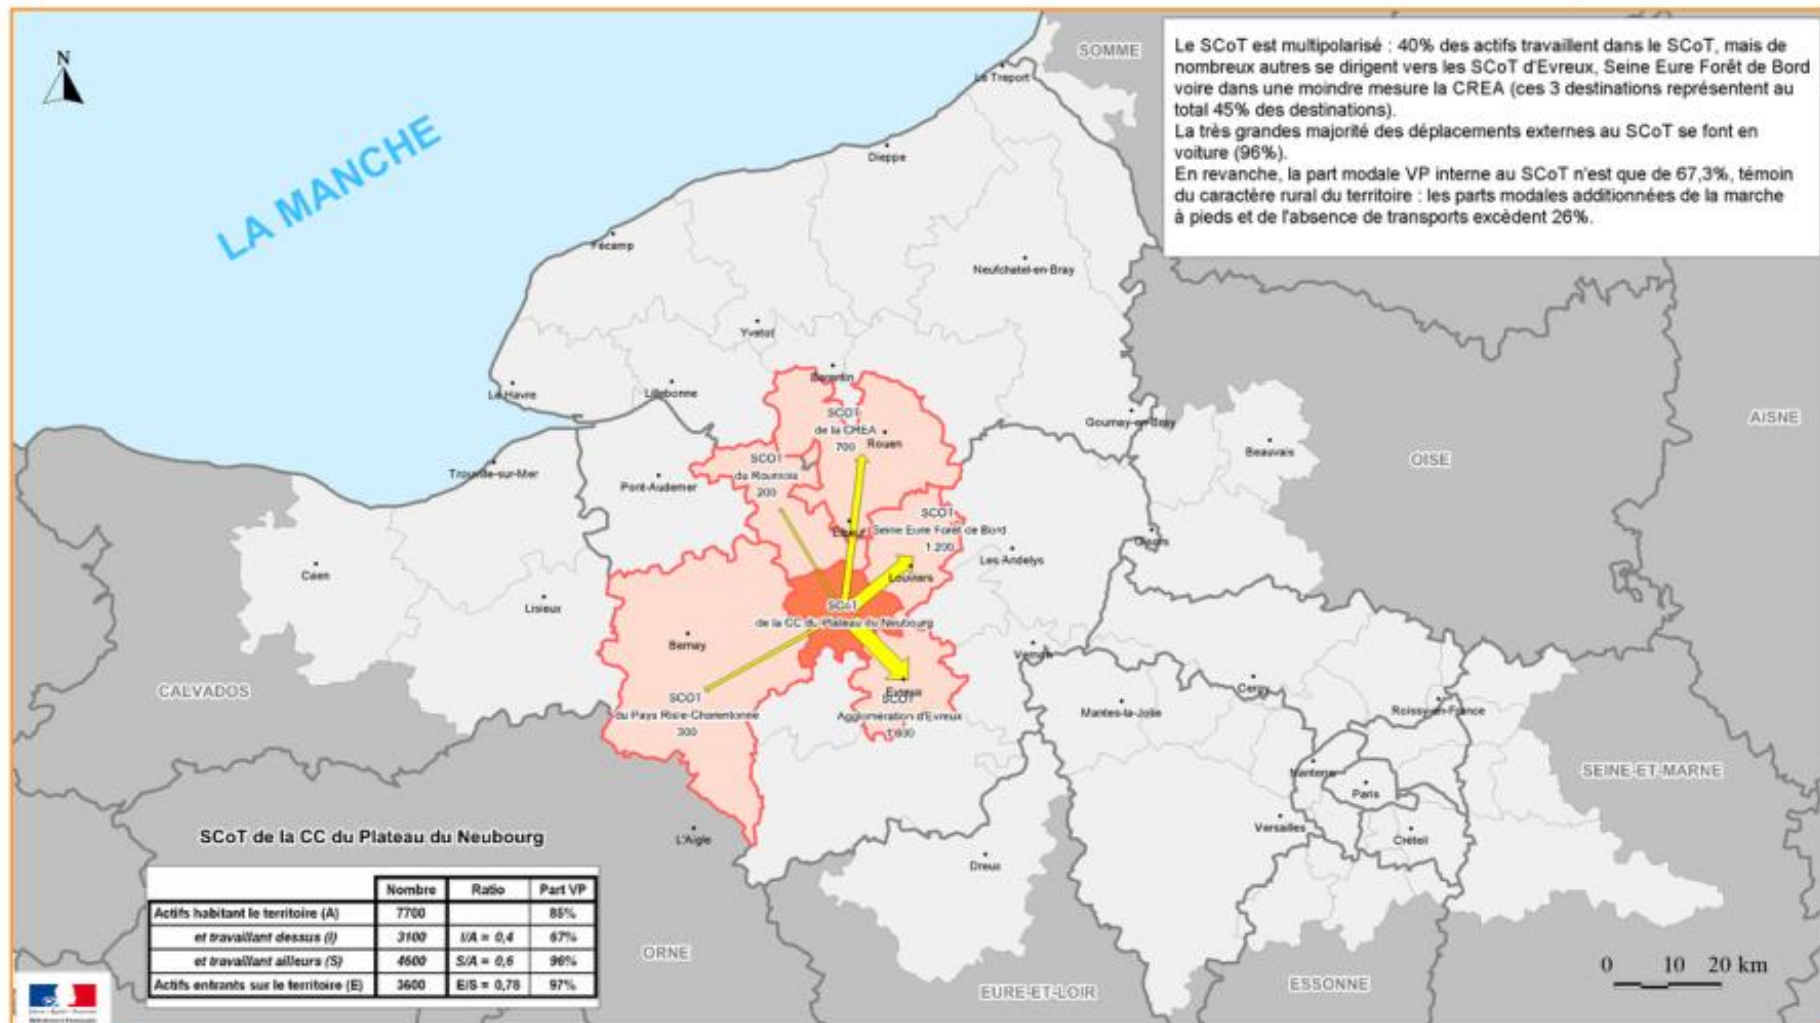 Le SCoT est multipolarisé : 40% des actifs travaillent dans le SCoT, mais de
nombreux autres se dirigent vers les SCoT d'Evreux, Seine Eure Forêt de Bord
voire dans une moindre mesure la CREA (ces 3 destinations représentent au
total 45% des destinations).
La très grandes majorité des déplacements externes au SCoT se font en
voiture (96%).
En revanche, la part modale VP interne au SCoT n'est que de 67,3%, témoin
du caractère rural du territoire : les parts modales additionnées de la marche
à pieds et de l'absence de transports excèdent 26%.
N
LA MANCHE
SOMME
Le Treport
Dieppe
Fécamp
Neufchatel-en-Bray
Yvetot
Barentin
Le Havre
Lillebonne
SCOT
de la CREA
700
Rouen
Gournay-en-Bray
Beauvais
OISE
AISNE
Trouville-sur-Mer
Pont-Audemer
SCOT
du Roumois
200
Elbeuf
SCOT
Seine Eure Forêt de Bord
1 200
Les Andelys
Gisors
Caen
Lisieux
Louviers
SCoT
de la CC du Plateau du Neubourg
Bernay
Vernon
CALVADOS
SCOT
du Pays Risle-Charentonne
300
Evreux
SCOT
Agglomération d'Evreux
Mantes-la-Jolie
Cergy
Roissy-en-France
Nanterre
Paris
SEINE-ET-MARNE
Versailles
Créteil
L'Aigle
Dreux
ORNE
EURE-ET-LOIR
ESSONNE
0 10 20 km
SCoT de la CC du Plateau du Neubourg
Nombre Ratio Part VP
Actifs habitant le territoire (A) 7700 85%
et travaillant dessus (I) 3100 I/A = 0,4 67%
et travaillant ailleurs (S) 4600 S/A = 0,6 96%
Actifs entrants sur le territoire (E) 3600 E/S = 0,78 97%